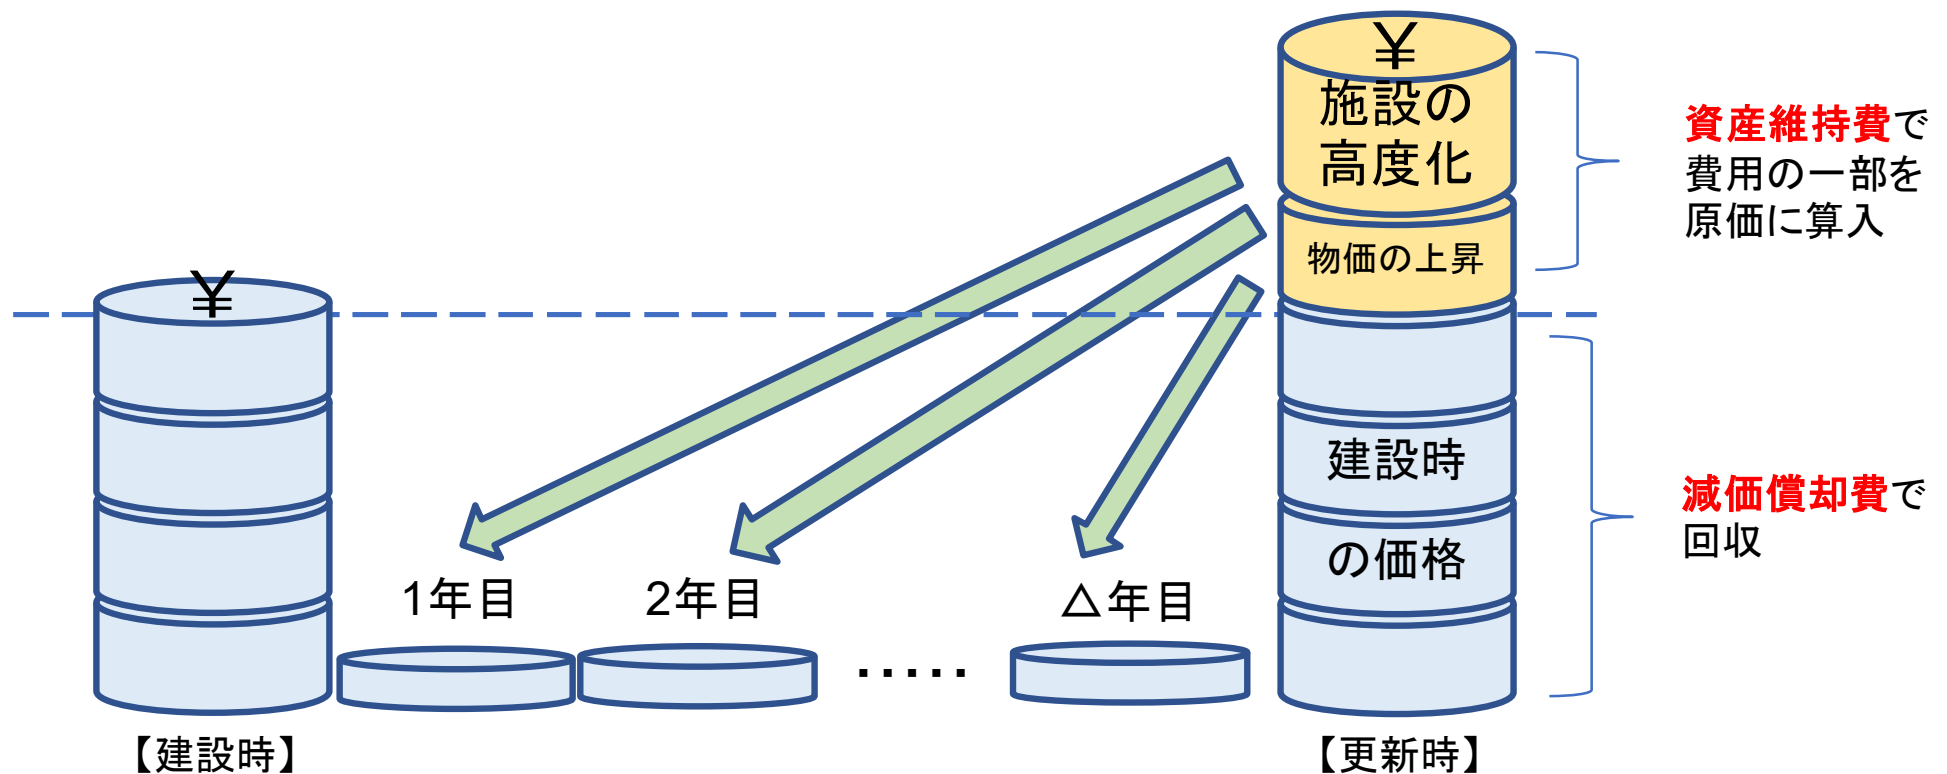 ¥
施設の
高度化
物価の上昇
資産維持費で
費用の一部を
原価に算入
¥
建設時
の価格
減価償却費で
回収
1年目
2年目
・・・・・
△年目
【建設時】
【更新時】